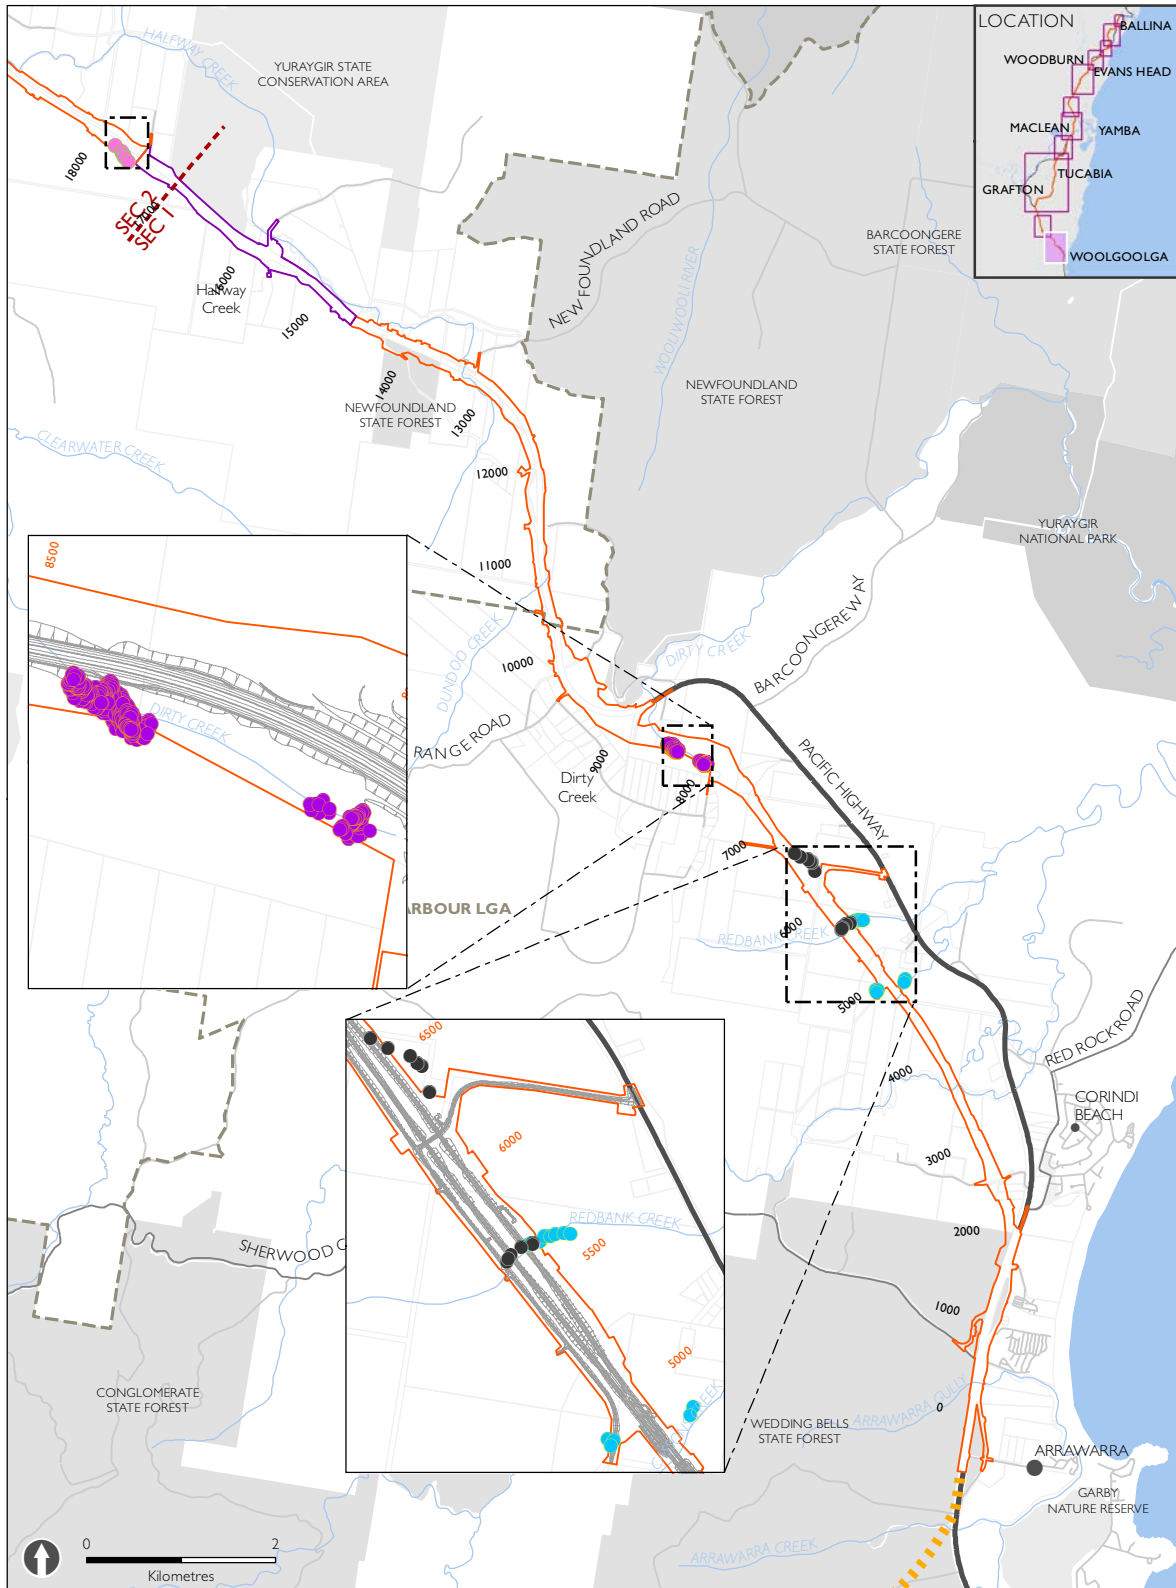 LOCATION
BALLINA
WOODBURN
EVANS HEAD
MACLEAN
YAMBA
TUCABIA
GRAFTON
WOOLGOOLGA
HALFWAY CREEK
YURAYGIR STATE
CONSERVATION AREA
18000
SEC 2
17000
SEC 1
16000
Halfway
Creek
15000
14000
NEWFOUNDLAND
STATE FOREST
13000
12000
CLEARWATER CREEK
NEW FOUNDLAND ROAD
WOOLIWOOLI RIVER
BARCOONGERE
STATE FOREST
NEWFOUNDLAND
STATE FOREST
YURAYGIR
NATIONAL PARK
11000
10000
DUNDOO CREEK
DIRTY CREEK
BARCOONGERE WAY
RANGE ROAD
9000
Dirty
Creek
8000
PACIFIC HIGHWAY
7000
8500
DIRTY CREEK
ARBOUR LGA
REDBANK CREEK
6000
5000
4000
RED ROCK ROAD
CORINDI
BEACH
3000
2000
1000
0
6500
6000
REDBANK CREEK
5500
5000
SHERWOOD
CONGLOMERATE
STATE FOREST
WEDDING BELLS
STATE FOREST
ARRAWARRA GULLY
ARRAWARRA
GARBY
NATURE RESERVE
ARRAWARRA CREEK
0 2
Kilometres